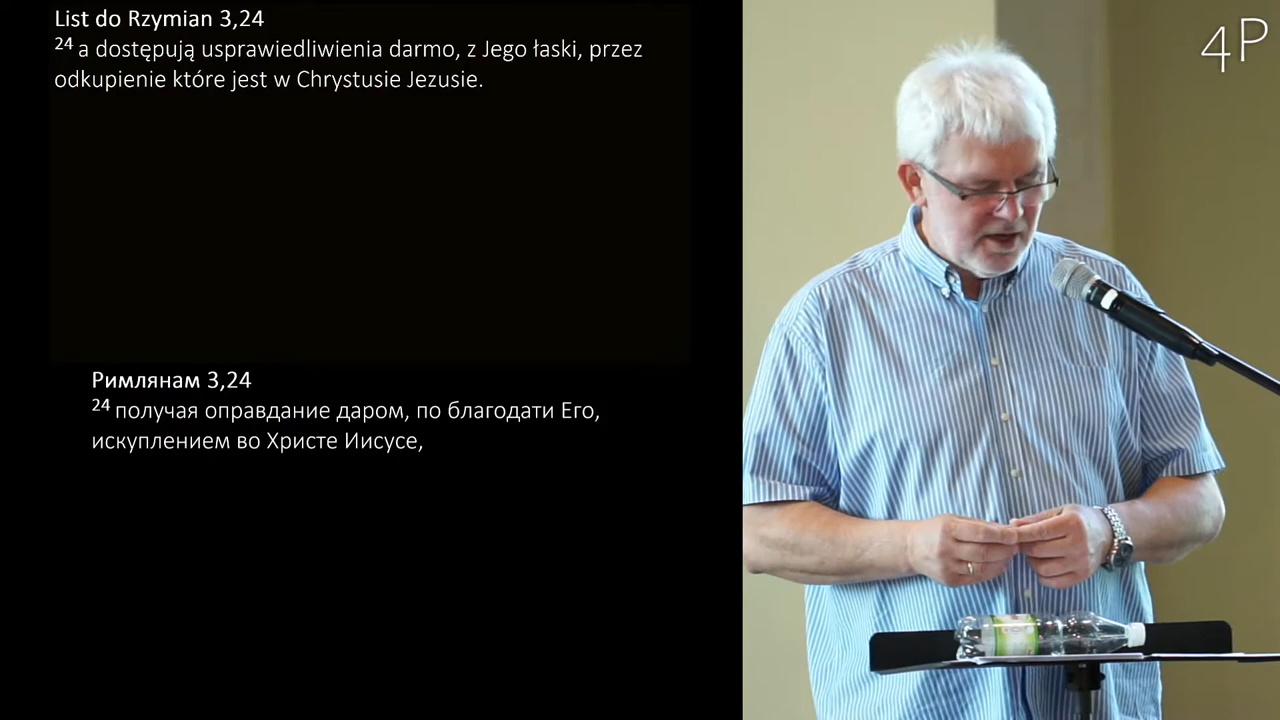 List do Rzymian 3,24
24 a dostępują usprawiedliwienia darmo, z Jego łaski, przez
odkupienie które jest w Chrystusie Jezusie.
Римлянам 3,24
24 получая оправдание даром, по благодати Его,
искуплением во Христе Иисусе,
4P